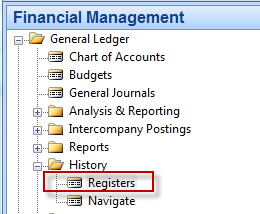 Financial Management
General Ledger
Chart of Accounts
Budgets
General Journals
Analysis & Reporting
Intercompany Postings
Reports
History
Registers
Navigate